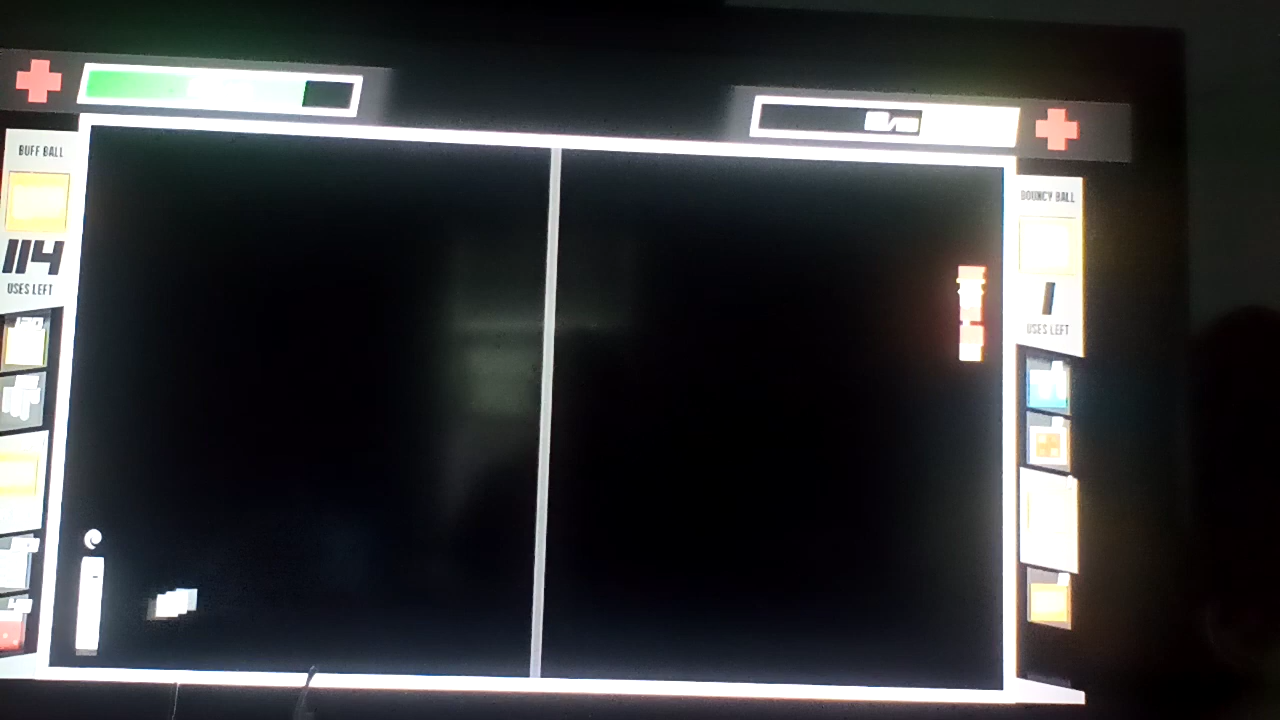 BUFF BALL
114
USES LEFT
BOUNCY BALL
1
USES LEFT